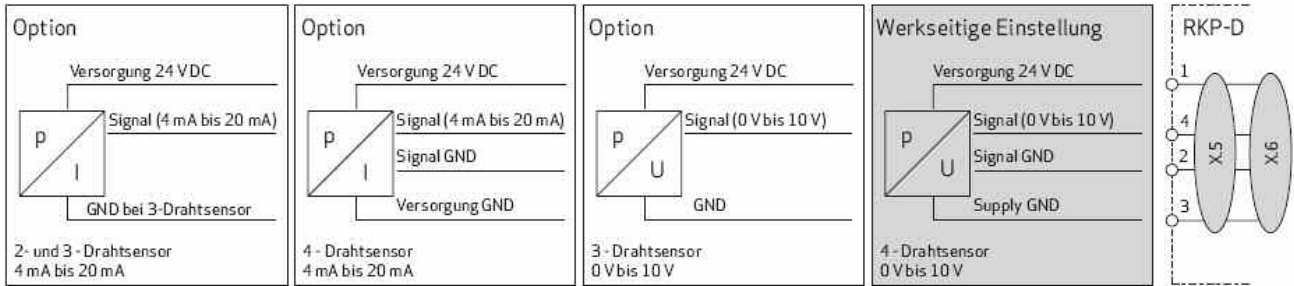 Option
Versorgung 24 V DC
Signal (4 mA bis 20 mA)
p
I
GND bei 3-Drahtsensor
2- und 3 - Drahtsensor
4 mA bis 20 mA
Option
Versorgung 24 V DC
Signal (4 mA bis 20 mA)
p
Signal GND
I
Versorgung GND
4 - Drahtsensor
4 mA bis 20 mA
Option
Versorgung 24 V DC
Signal (0 V bis 10 V)
p
U
GND
3 - Drahtsensor
0 V bis 10 V
Werkseitige Einstellung
Versorgung 24 V DC
Signal (0 V bis 10 V)
p
Signal GND
U
Supply GND
4 - Drahtsensor
0 V bis 10 V
RKP-D
1
4
2
3
X5
X6